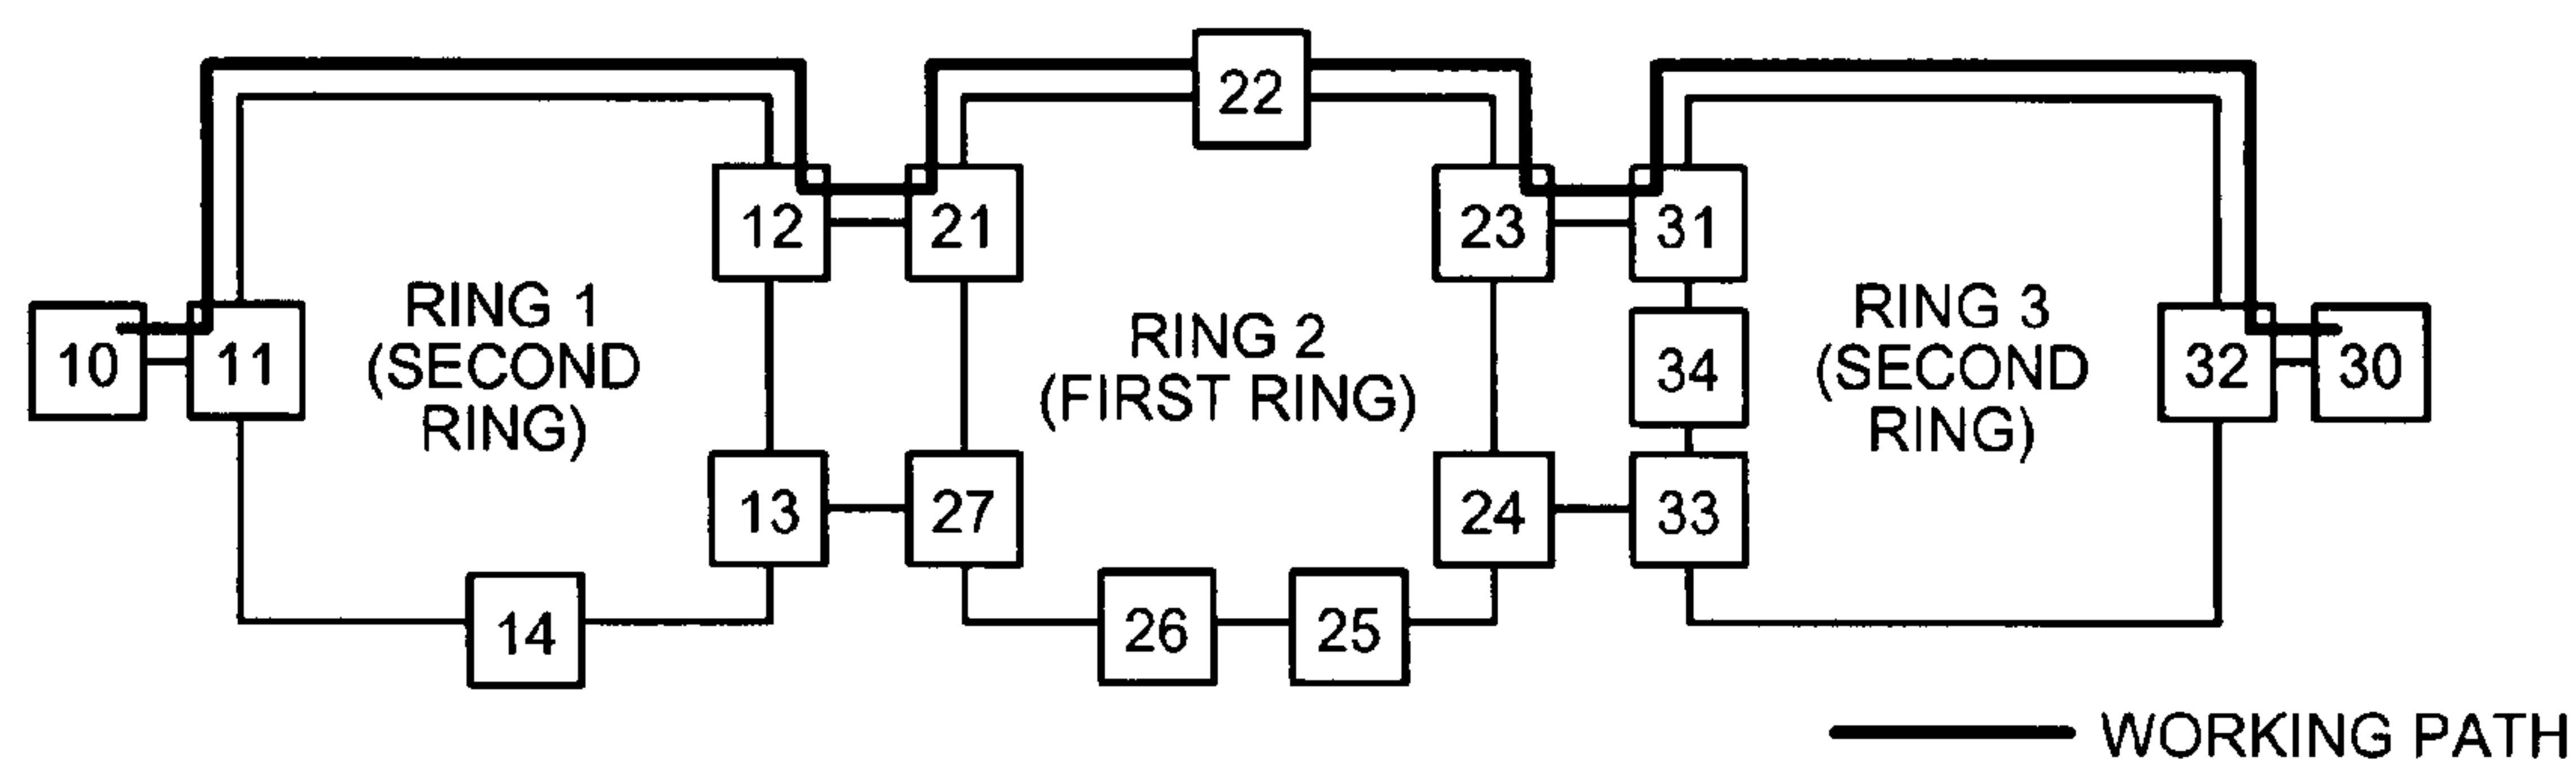 22
12
21
23
31
10
11
RING 1
(SECOND
RING)
RING 2
(FIRST RING)
34
RING 3
(SECOND
RING)
32
30
13
27
24
33
14
26
25
WORKING PATH